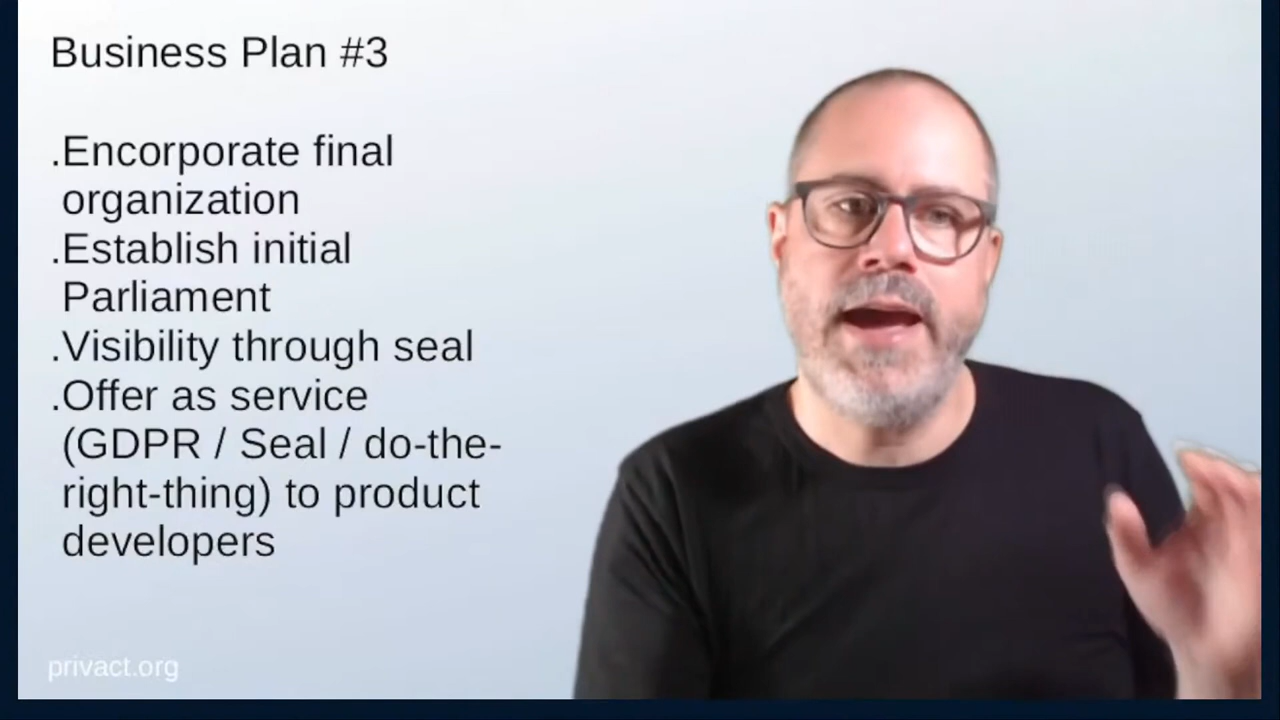 Business Plan #3
.Encorporate final
organization
.Establish initial
Parliament
.Visibility through seal
.Offer as service
(GDPR / Seal / do-the-
right-thing) to product
developers
privact.org